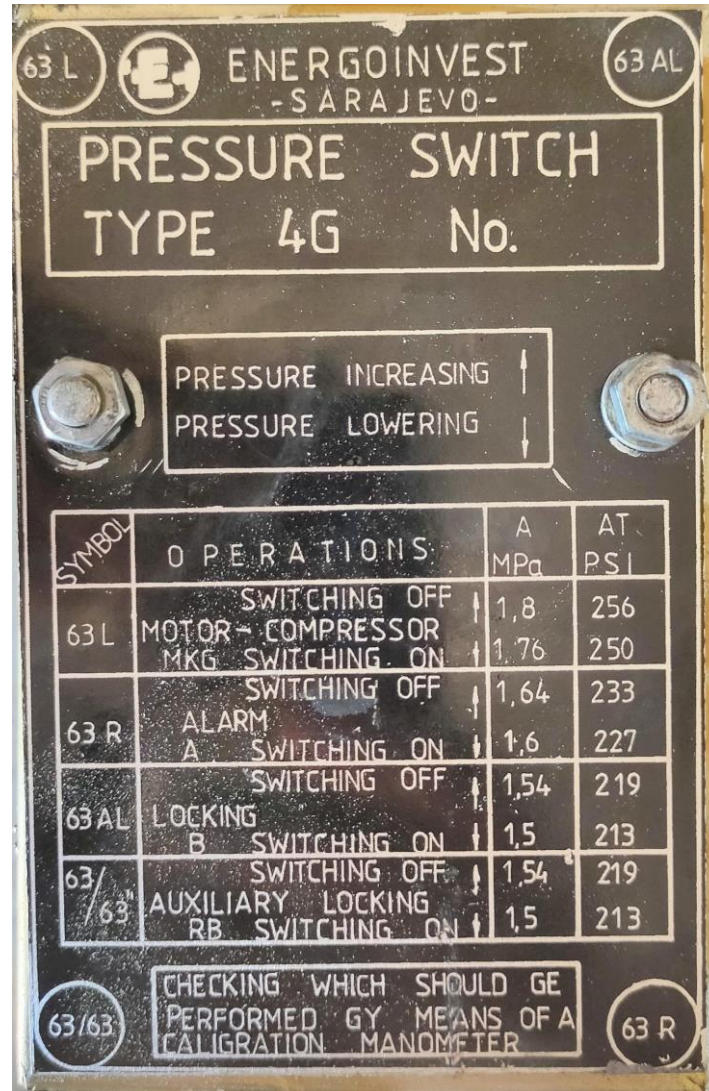 63 L E ENERGOINVEST 63 AL
-SARAJEVO-
PRESSURE SWITCH
TYPE 4G No.
PRESSURE INCREASING ↑
PRESSURE LOWERING ↓
SYMBOL OPERATIONS A MPa AT PSI
SWITCHING OFF ↑ 1,8 256
63 L MOTOR-COMPRESSOR
MKG SWITCHING ON ↓ 1,76 250
SWITCHING OFF ↑ 1,64 233
63 R ALARM
A SWITCHING ON ↓ 1,6 227
SWITCHING OFF ↑ 1,54 219
63 AL LOCKING
B SWITCHING ON ↓ 1,5 213
63/ SWITCHING OFF ↑ 1,54 219
/63 AUXILIARY LOCKING
RB SWITCHING ON ↓ 1,5 213
CHECKING WHICH SHOULD GE
PERFORMED GY MEANS OF A
CALIGRATION MANOMETER
63/63 63 R